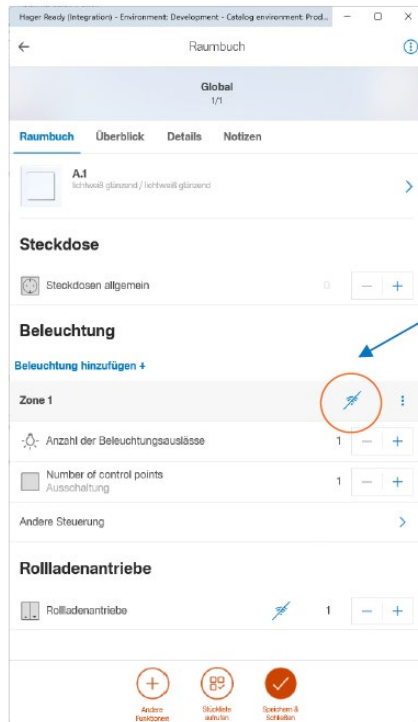 Hager Ready (Integration) - Environment: Development - Catalog environment: Prod...
Raumbuch
Global
1/1
Raumbuch Überblick Details Notizen
A.1
lichtweiß glänzend / lichtweiß glänzend
Steckdose
Steckdosen allgemein 0 — +
Beleuchtung
Beleuchtung hinzufügen +
Zone 1
Anzahl der Beleuchtungsauslässe 1 — +
Number of control points 1 — +
Ausschaltung
Andere Steuerung
Rollladenantriebe
Rollladenantriebe 1 — +
Andere Funktionen
Stückliste aufrufen
Speichern & Schließen